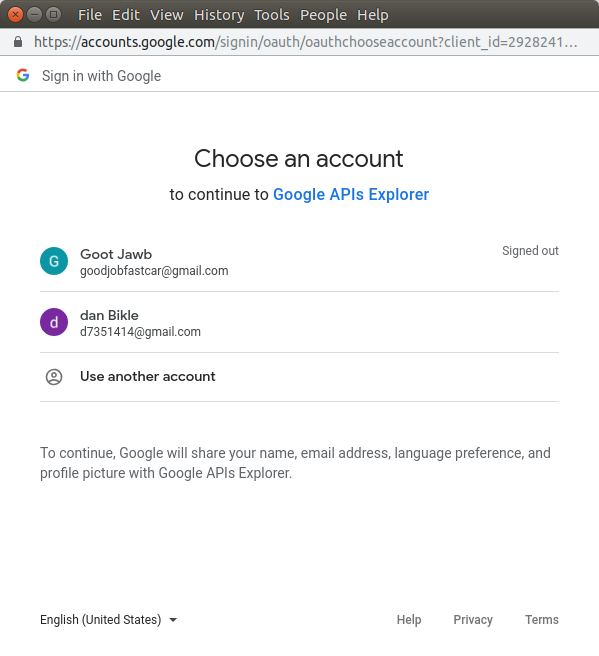 File Edit View History Tools People Help
https://accounts.google.com/signin/oauth/oauthchooseaccount?client_id=2928241...
G Sign in with Google
Choose an account
to continue to Google APIs Explorer
G Goot Jawb Signed out
goodjobfastcar@gmail.com
d dan Bikle
d7351414@gmail.com
Use another account
To continue, Google will share your name, email address, language preference, and
profile picture with Google APIs Explorer.
English (United States) Help Privacy Terms